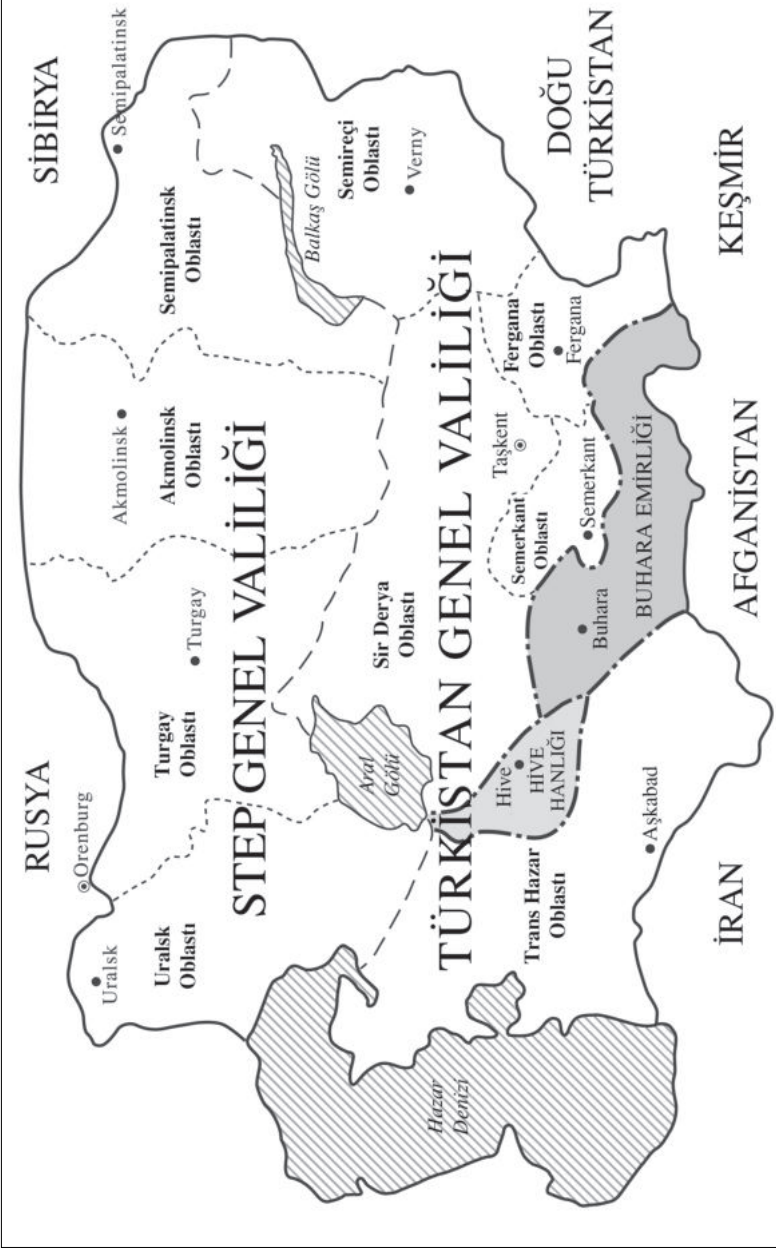 RUSYA
SİBİRYA
Orenburg
Uralsk
Uralsk
Oblastı
Turgay
Oblastı
Turgay
Akmolinsk
Akmolinsk
Oblastı
Semipalatinsk
Semipalatinsk
Oblastı
STEP GENEL VALİLİĞİ
Balkaş Gölü
Semireçi
Oblastı
Verny
Hazar
Denizi
Aral
Gölü
Sir Derya
Oblastı
TÜRKİSTAN GENEL VALİLİĞİ
Trans Hazar
Oblastı
Hive
HİVE
HANLIĞI
Taşkent
Semerkant
Oblastı
Semerkant
Fergana
Oblastı
Fergana
Buhara
BUHARA EMİRLİĞİ
Aşkabad
DOĞU
TÜRKİSTAN
İRAN
AFGANİSTAN
KEŞMİR